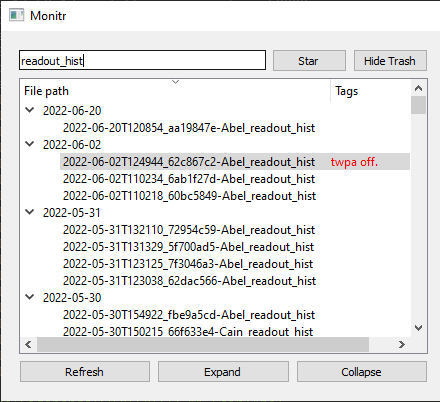 Monitr
readout_hist
Star
Hide Trash
File path
Tags
2022-06-20
2022-06-20T120854_aa19847e-Abel_readout_hist
2022-06-02
2022-06-02T124944_62c867c2-Abel_readout_hist twpa off.
2022-06-02T110234_6ab1f27d-Abel_readout_hist
2022-06-02T110218_60bc5849-Abel_readout_hist
2022-05-31
2022-05-31T132110_72954c59-Abel_readout_hist
2022-05-31T131329_5f700ad5-Abel_readout_hist
2022-05-31T123125_7f3046a3-Abel_readout_hist
2022-05-31T123038_62dac566-Abel_readout_hist
2022-05-30
2022-05-30T154922_fbe9a5cd-Abel_readout_hist
2022-05-30T150215_66f633e4-Cain_readout_hist
Refresh
Expand
Collapse